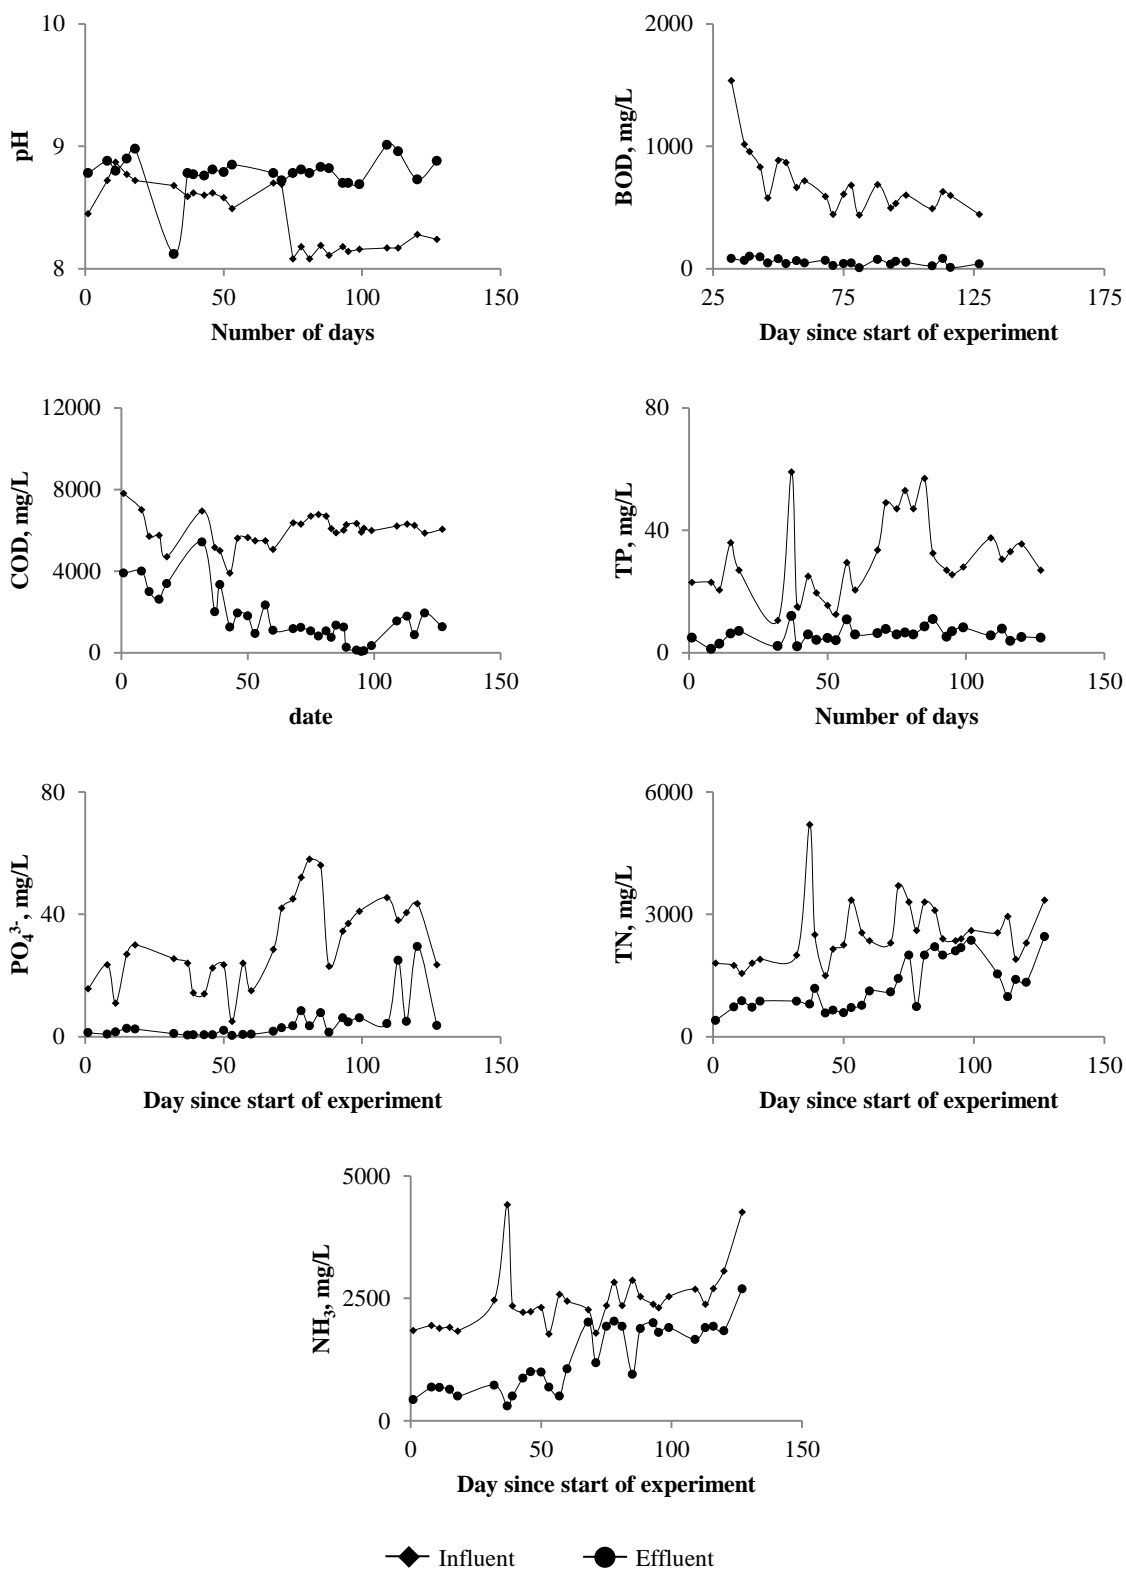 10
9
8
pH
0 50 100 150
Number of days
2000
1000
0
BOD, mg/L
25 75 125 175
Day since start of experiment
12000
8000
4000
0
COD, mg/L
0 50 100 150
date
80
40
0
TP, mg/L
0 50 100 150
Number of days
80
40
0
PO₄³⁻, mg/L
0 50 100 150
Day since start of experiment
6000
3000
0
TN, mg/L
0 50 100 150
Day since start of experiment
5000
2500
0
NH₃, mg/L
0 50 100 150
Day since start of experiment
Influent Effluent